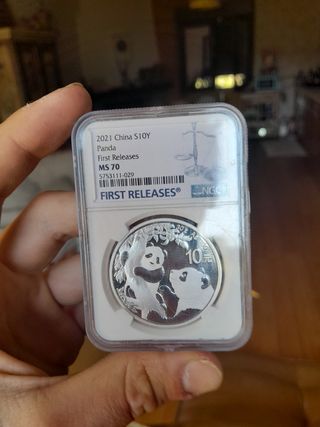 2021 China S10Y
Panda
First Releases
MS 70
5753111-029
FIRST RELEASES®
NGC
10